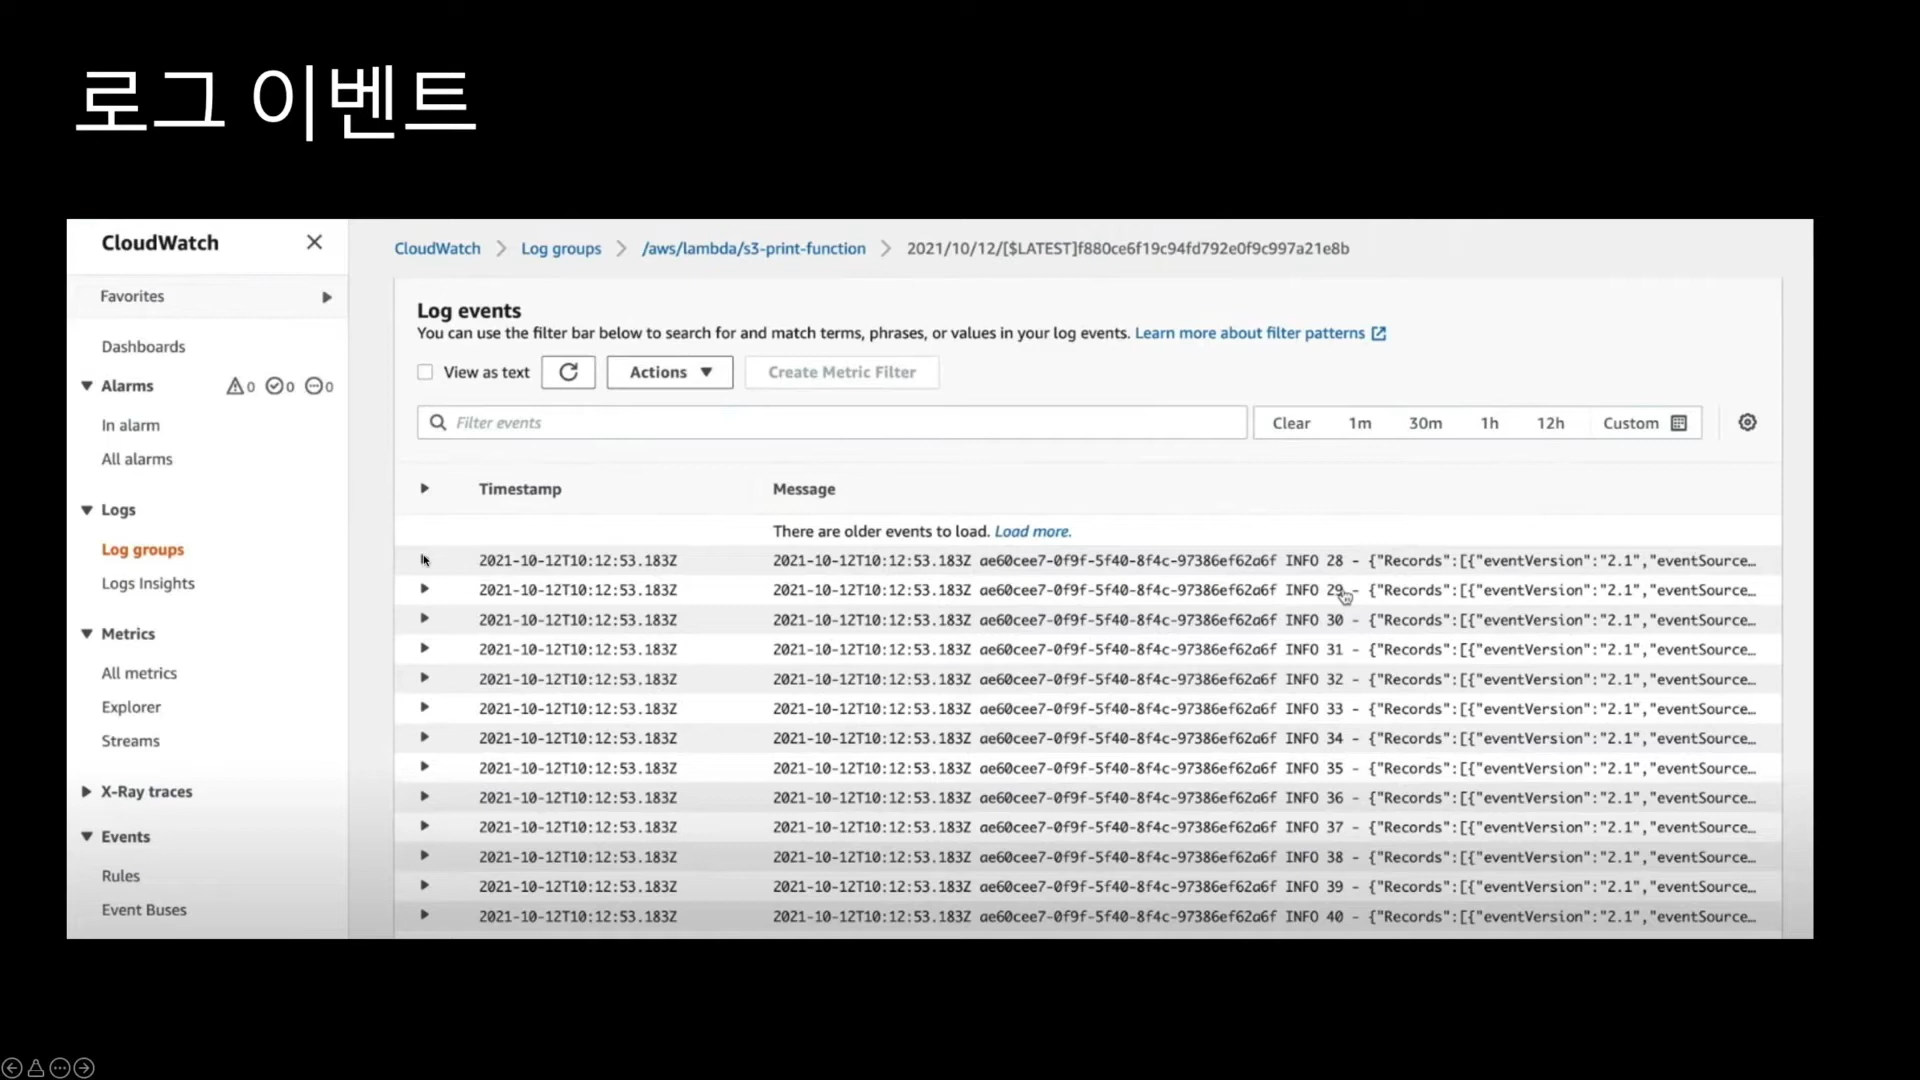 로그 이벤트
CloudWatch
CloudWatch > Log groups > /aws/lambda/s3-print-function > 2021/10/12/[$LATEST]f880ce6f19c94fd792e0f9c997a21e8b
Favorites
Dashboards
Alarms 0 0 0
In alarm
All alarms
Logs
Log groups
Logs Insights
Metrics
All metrics
Explorer
Streams
X-Ray traces
Events
Rules
Event Buses
Log events
You can use the filter bar below to search for and match terms, phrases, or values in your log events. Learn more about filter patterns
View as text Actions Create Metric Filter
Filter events Clear 1m 30m 1h 12h Custom
Timestamp Message
There are older events to load. Load more.
2021-10-12T10:12:53.183Z 2021-10-12T10:12:53.183Z ae60cee7-0f9f-5f40-8f4c-97386ef62a6f INFO 28 - {"Records":[{"eventVersion":"2.1","eventSource…
2021-10-12T10:12:53.183Z 2021-10-12T10:12:53.183Z ae60cee7-0f9f-5f40-8f4c-97386ef62a6f INFO 29 - {"Records":[{"eventVersion":"2.1","eventSource…
2021-10-12T10:12:53.183Z 2021-10-12T10:12:53.183Z ae60cee7-0f9f-5f40-8f4c-97386ef62a6f INFO 30 - {"Records":[{"eventVersion":"2.1","eventSource…
2021-10-12T10:12:53.183Z 2021-10-12T10:12:53.183Z ae60cee7-0f9f-5f40-8f4c-97386ef62a6f INFO 31 - {"Records":[{"eventVersion":"2.1","eventSource…
2021-10-12T10:12:53.183Z 2021-10-12T10:12:53.183Z ae60cee7-0f9f-5f40-8f4c-97386ef62a6f INFO 32 - {"Records":[{"eventVersion":"2.1","eventSource…
2021-10-12T10:12:53.183Z 2021-10-12T10:12:53.183Z ae60cee7-0f9f-5f40-8f4c-97386ef62a6f INFO 33 - {"Records":[{"eventVersion":"2.1","eventSource…
2021-10-12T10:12:53.183Z 2021-10-12T10:12:53.183Z ae60cee7-0f9f-5f40-8f4c-97386ef62a6f INFO 34 - {"Records":[{"eventVersion":"2.1","eventSource…
2021-10-12T10:12:53.183Z 2021-10-12T10:12:53.183Z ae60cee7-0f9f-5f40-8f4c-97386ef62a6f INFO 35 - {"Records":[{"eventVersion":"2.1","eventSource…
2021-10-12T10:12:53.183Z 2021-10-12T10:12:53.183Z ae60cee7-0f9f-5f40-8f4c-97386ef62a6f INFO 36 - {"Records":[{"eventVersion":"2.1","eventSource…
2021-10-12T10:12:53.183Z 2021-10-12T10:12:53.183Z ae60cee7-0f9f-5f40-8f4c-97386ef62a6f INFO 37 - {"Records":[{"eventVersion":"2.1","eventSource…
2021-10-12T10:12:53.183Z 2021-10-12T10:12:53.183Z ae60cee7-0f9f-5f40-8f4c-97386ef62a6f INFO 38 - {"Records":[{"eventVersion":"2.1","eventSource…
2021-10-12T10:12:53.183Z 2021-10-12T10:12:53.183Z ae60cee7-0f9f-5f40-8f4c-97386ef62a6f INFO 39 - {"Records":[{"eventVersion":"2.1","eventSource…
2021-10-12T10:12:53.183Z 2021-10-12T10:12:53.183Z ae60cee7-0f9f-5f40-8f4c-97386ef62a6f INFO 40 - {"Records":[{"eventVersion":"2.1","eventSource…